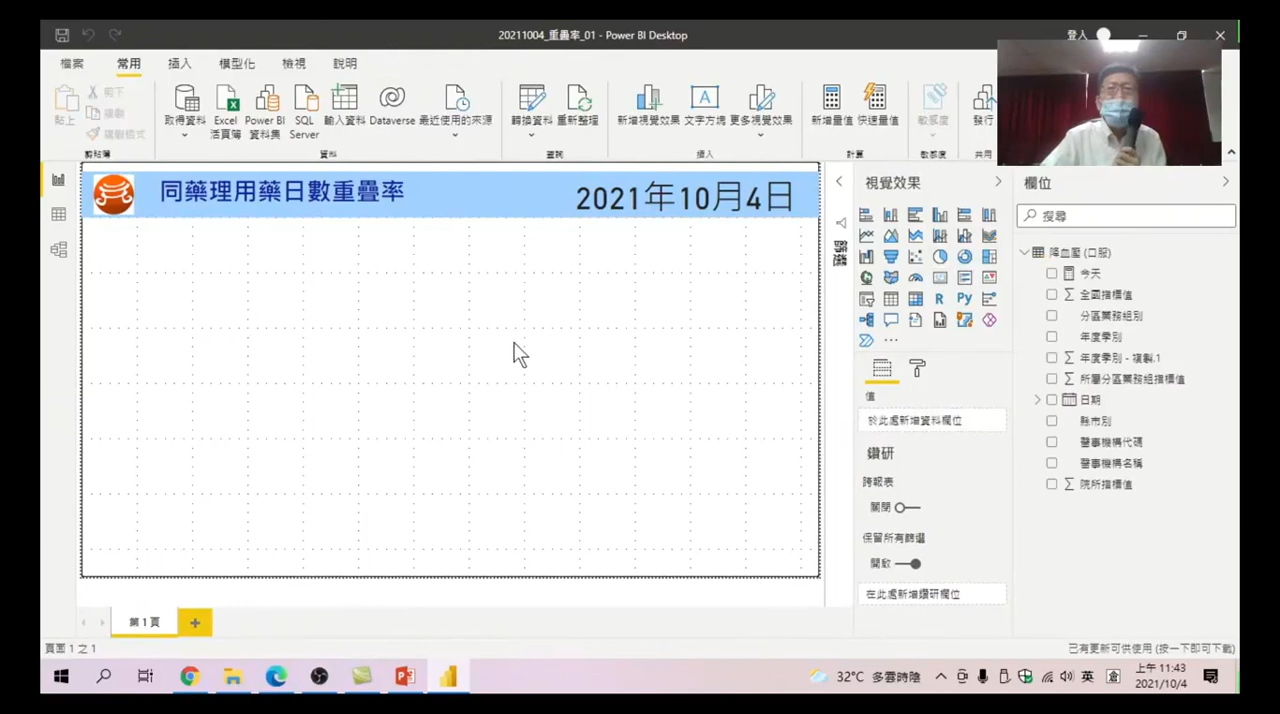 20211004_重疊率_01 - Power BI Desktop
登入
檔案 常用 插入 模型化 檢視 說明
貼上 剪下
複製
複製格式
取得資料 Excel 活頁簿 Power BI 資料集 SQL Server 輸入資料 Dataverse 最近使用的來源
轉換資料 重新整理
新增視覺效果 文字方塊 更多視覺效果
新增量值 快速量值
敏感度
發行
剪貼簿 資料 查詢 插入 計算 敏感度 共用
同藥理用藥日數重疊率
2021年10月4日
篩選
視覺效果
R Py
值
於此處新增資料欄位
鑽研
跨報表
關閉
保留所有篩選
開啟
在此處新增鑽研欄位
欄位
搜尋
降血壓 (口服)
今天
全國指標值
分區業務組別
年度季別
年度季別 - 複製.1
所屬分區業務組指標值
日期
縣市別
醫事機構代碼
醫事機構名稱
院所指標值
第 1 頁
頁面 1 之 1
已有更新可供使用 (按一下即可下載)
32°C 多雲時陰
英
倉
上午 11:43
2021/10/4